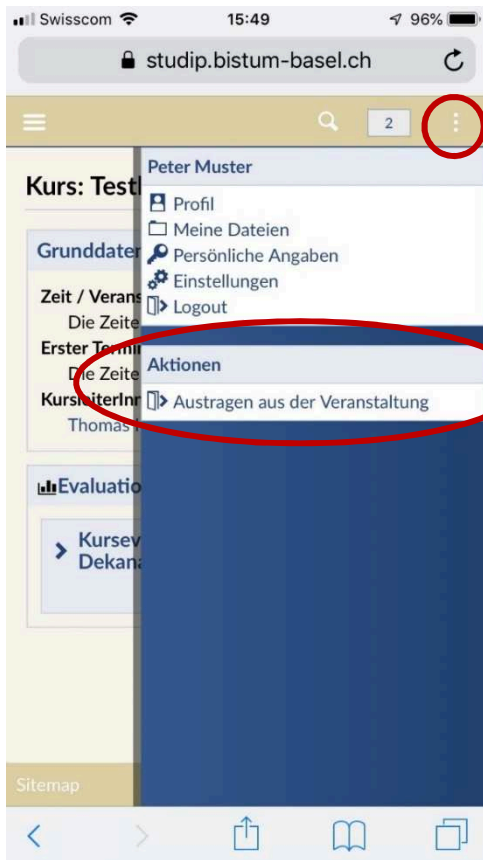 Swisscom 15:49 96%
studip.bistum-basel.ch
2
Peter Muster
Kurs: Test
Profil
Meine Dateien
Grunddaten
Persönliche Angaben
Einstellungen
Zeit / Verans
Logout
Die Zeite
Erster Termin
Aktionen
Die Zeite
KursleiterInn
Austragen aus der Veranstaltung
Thomas
Evaluatio
Kursev
Dekana
Sitemap